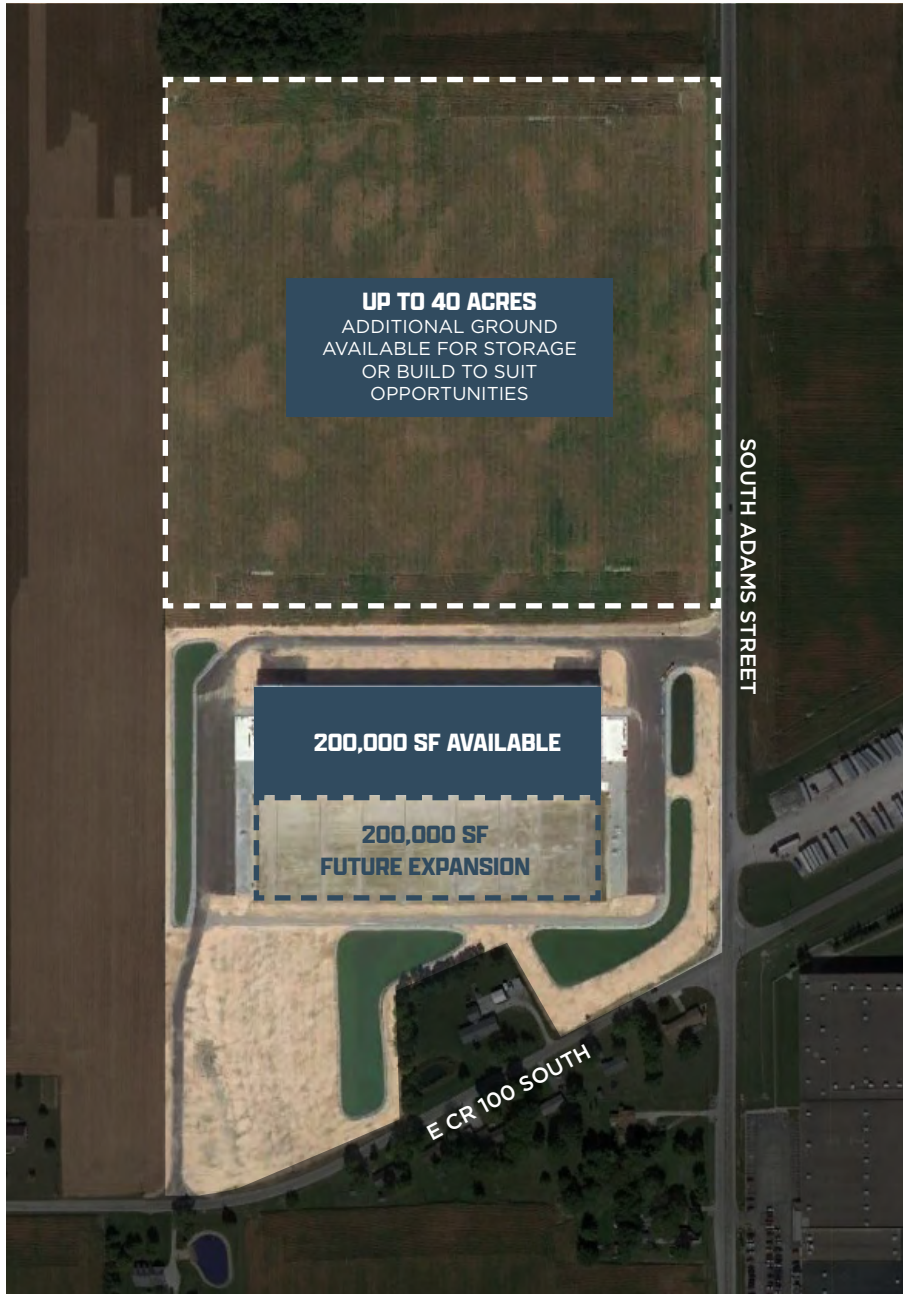 UP TO 40 ACRES
ADDITIONAL GROUND
AVAILABLE FOR STORAGE
OR BUILD TO SUIT
OPPORTUNITIES
SOUTH ADAMS STREET
200,000 SF AVAILABLE
200,000 SF
FUTURE EXPANSION
E CR 100 SOUTH